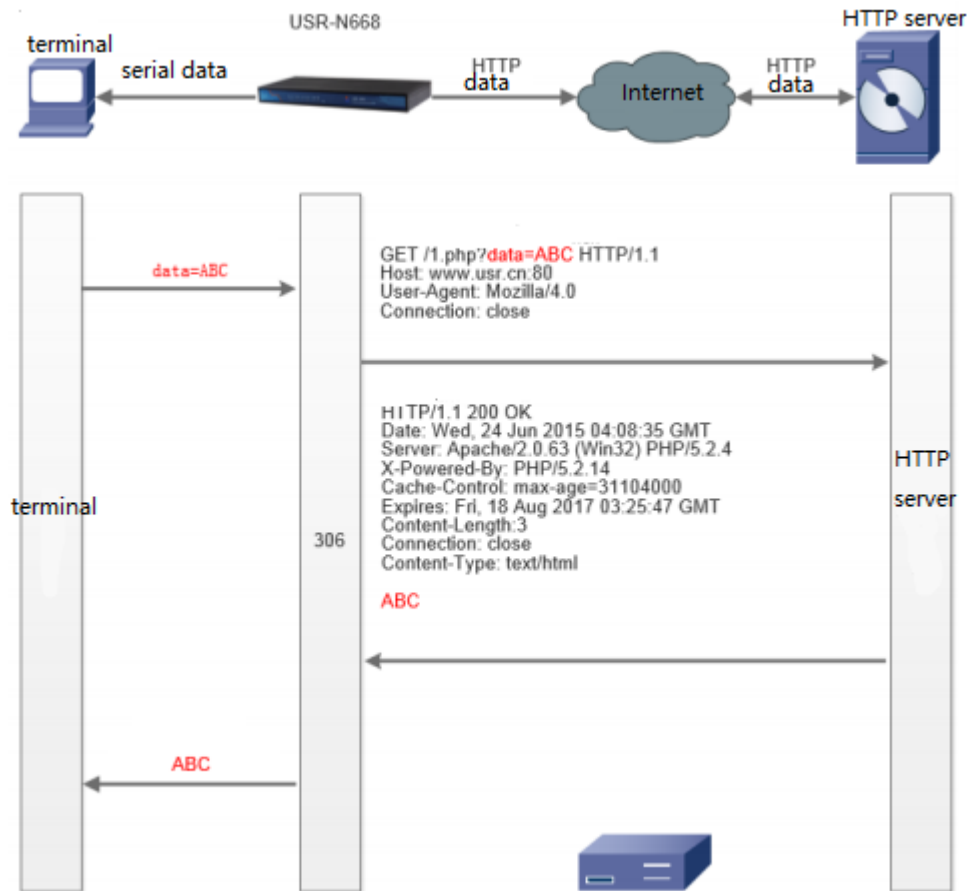 USR-N668
HTTP server
terminal
serial data
HTTP
data
Internet
HTTP
data
data=ABC
GET /1.php?data=ABC HTTP/1.1
Host: www.usr.cn:80
User-Agent: Mozilla/4.0
Connection: close
HTTP/1.1 200 OK
Date: Wed, 24 Jun 2015 04:08:35 GMT
Server: Apache/2.0.63 (Win32) PHP/5.2.4
X-Powered-By: PHP/5.2.14
Cache-Control: max-age=31104000
Expires: Fri, 18 Aug 2017 03:25:47 GMT
Content-Length:3
Connection: close
Content-Type: text/html
ABC
terminal
306
HTTP
server
ABC